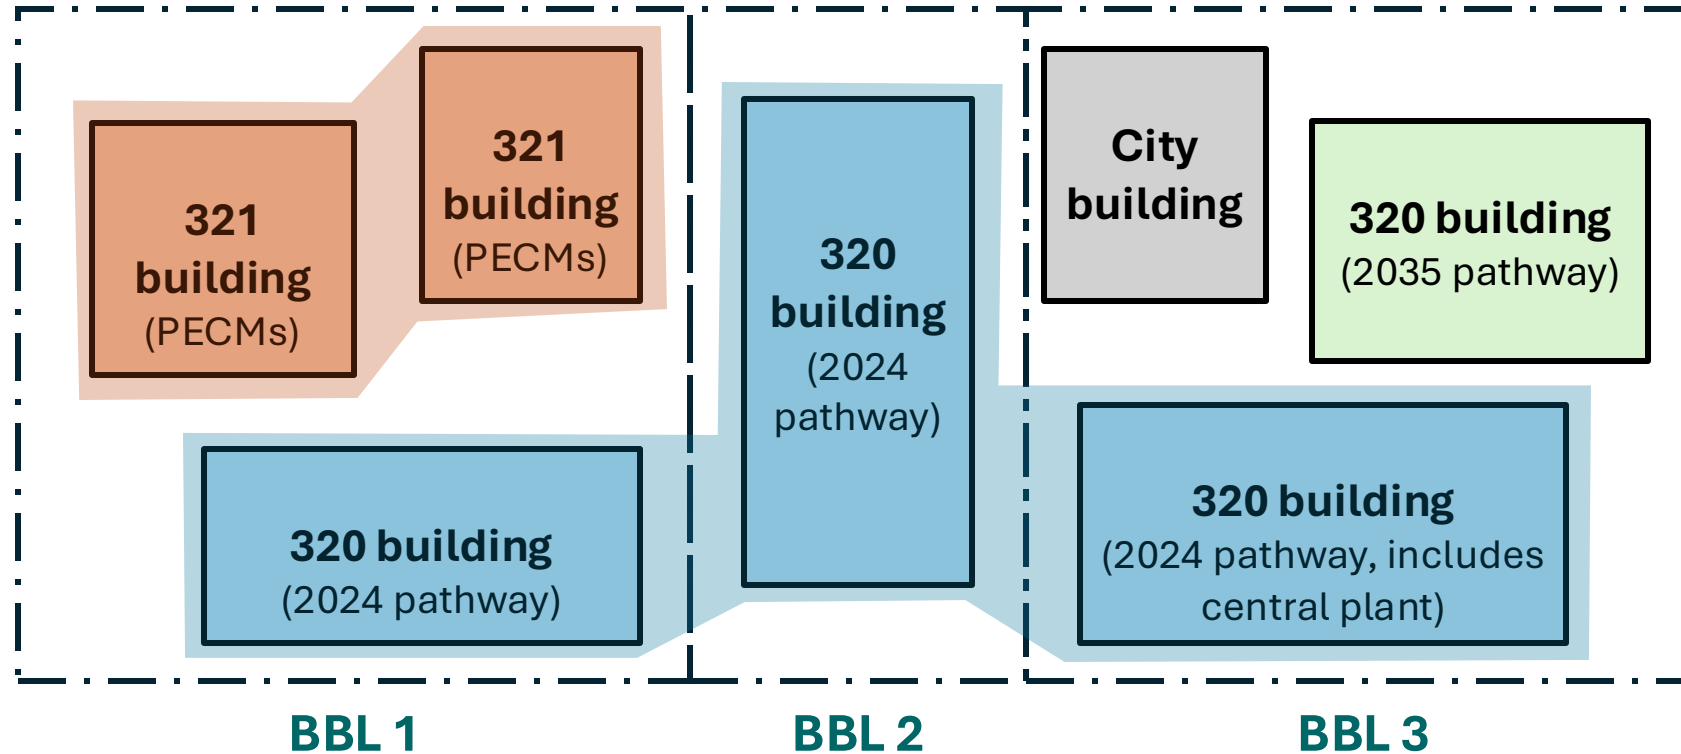 321
building
(PECMs)
321
building
(PECMs)
320 building
(2024 pathway)
320
building
(2024
pathway)
City
building
320 building
(2035 pathway)
320 building
(2024 pathway, includes
central plant)
BBL 1
BBL 2
BBL 3